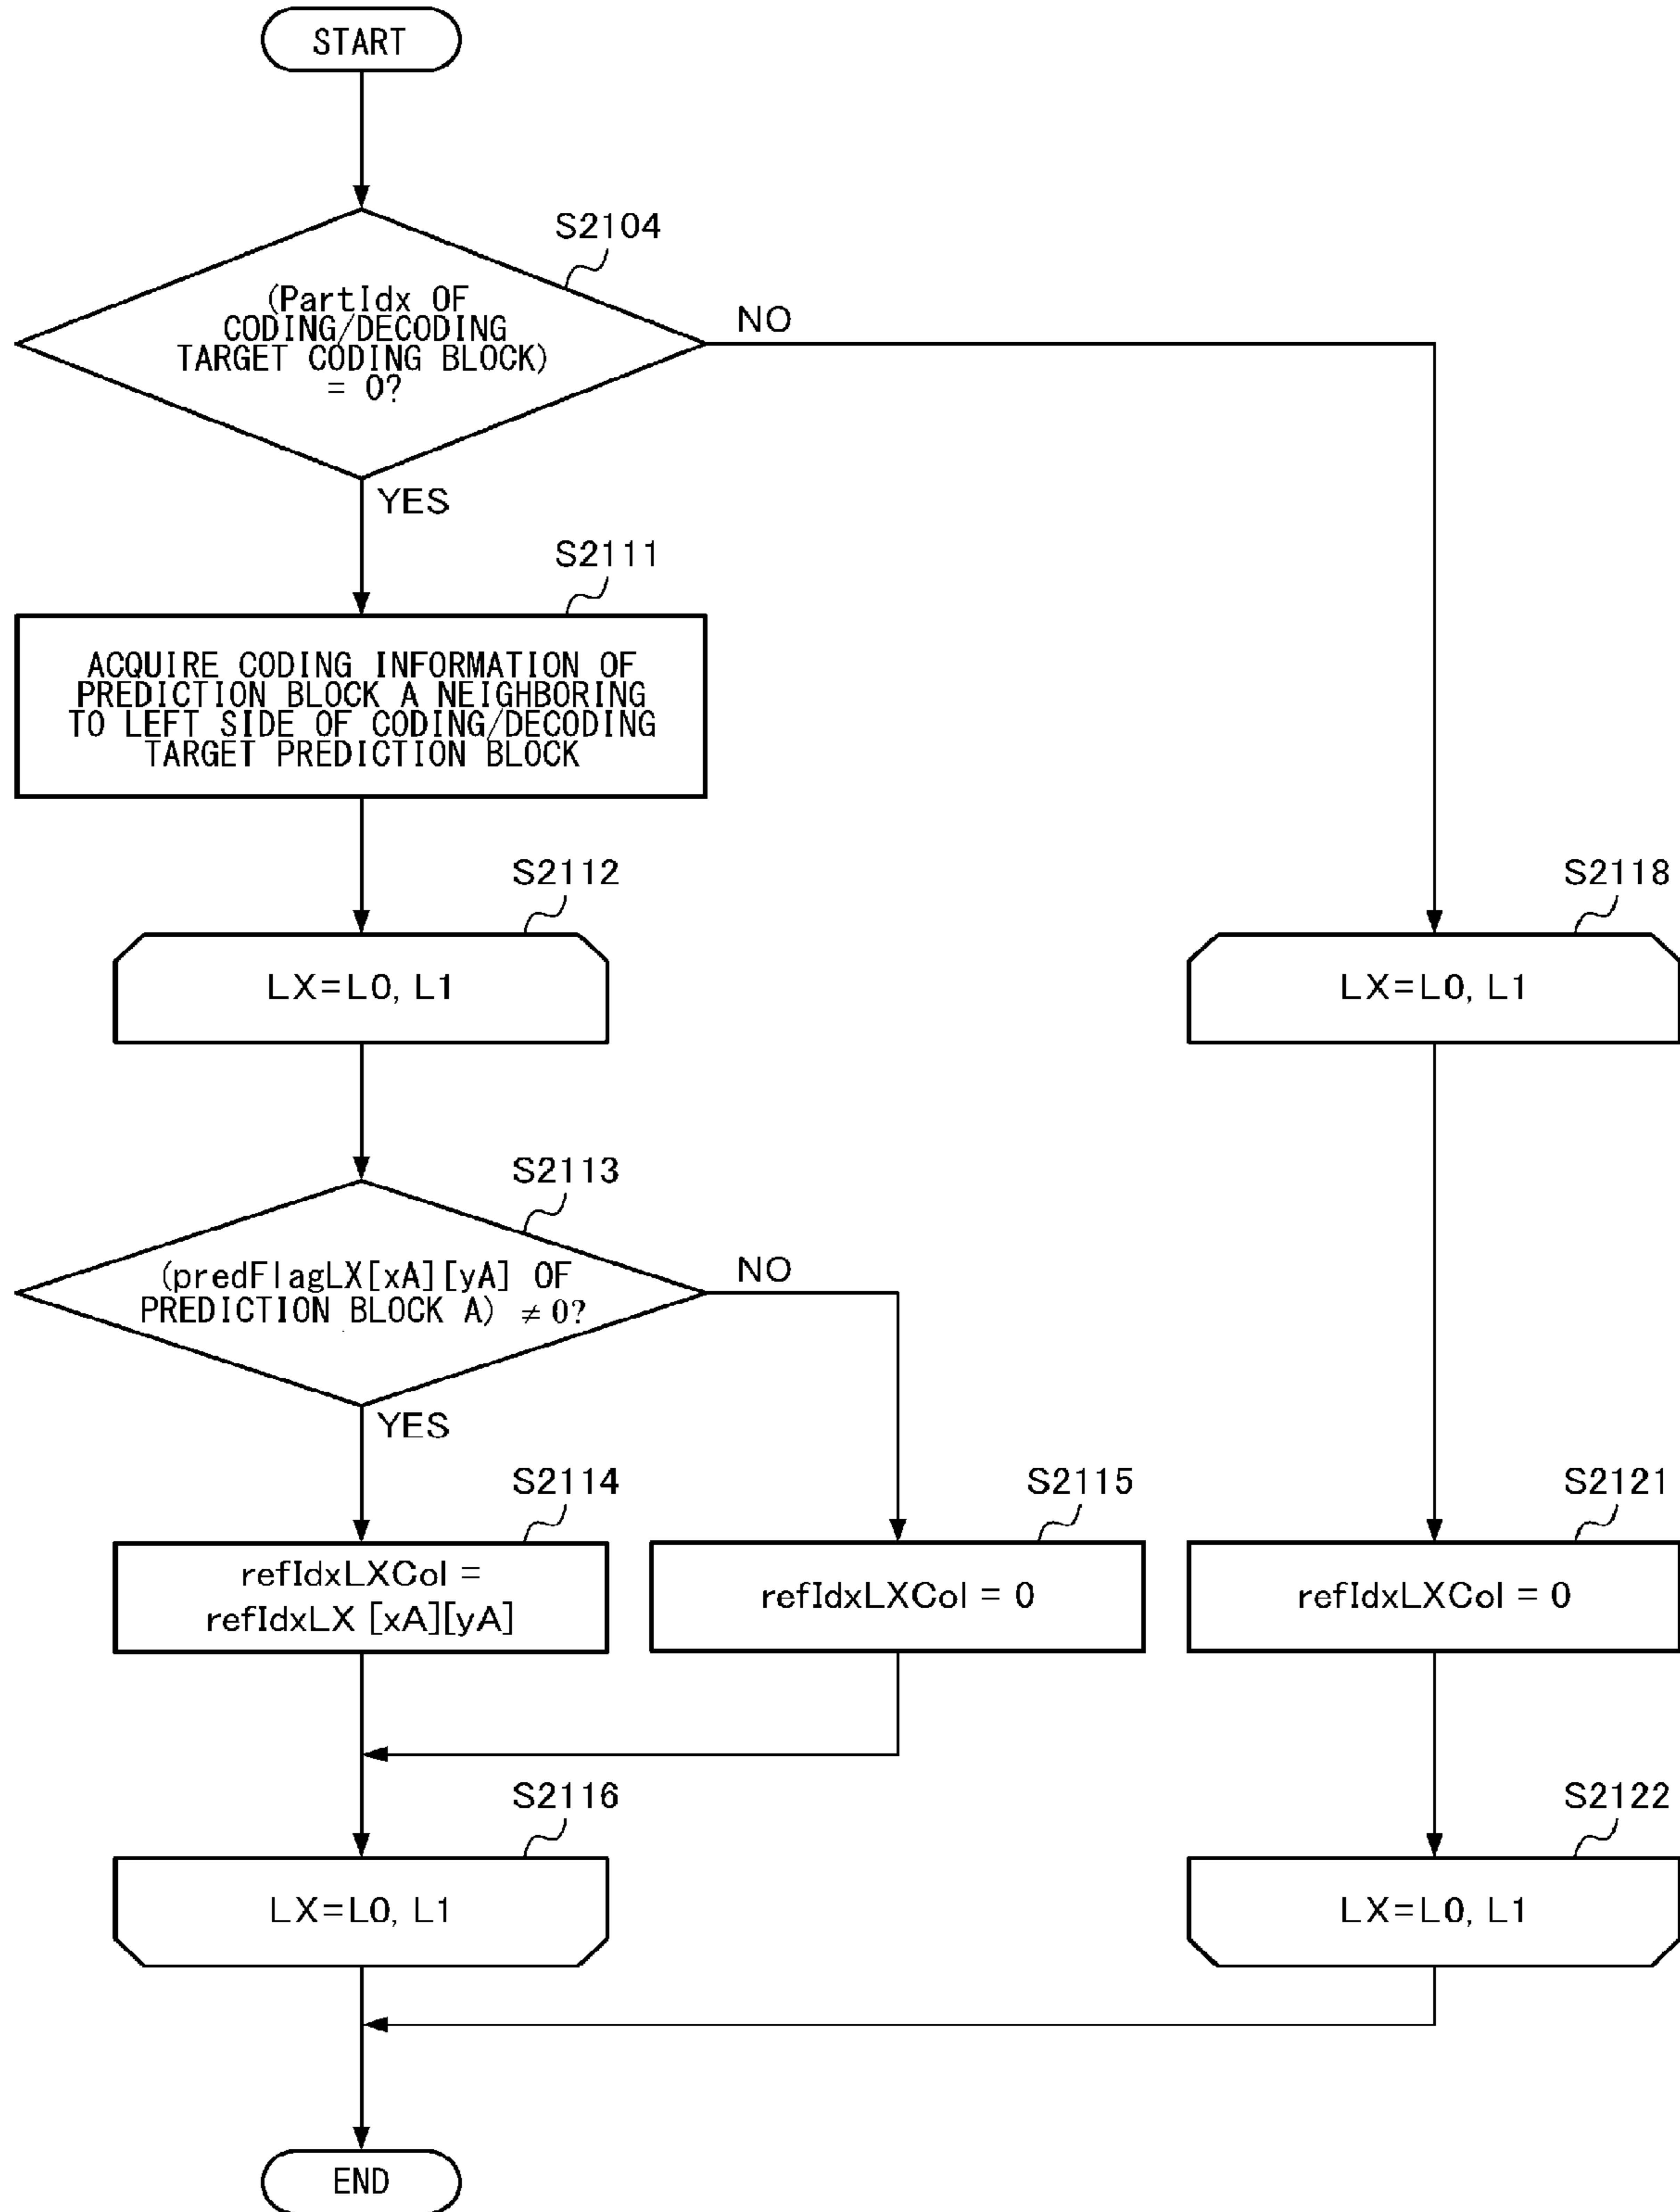 START
S2104
(PartIdx OF
CODING/DECODING
TARGET CODING BLOCK)
= 0?
NO
YES
S2111
ACQUIRE CODING INFORMATION OF
PREDICTION BLOCK A NEIGHBORING
TO LEFT SIDE OF CODING/DECODING
TARGET PREDICTION BLOCK
S2112
LX=L0, L1
S2118
LX=L0, L1
S2113
(predFlagLX[xA][yA] OF
PREDICTION BLOCK A) ≠ 0?
NO
YES
S2114
refIdxLXCol =
refIdxLX [xA][yA]
S2115
refIdxLXCol = 0
S2121
refIdxLXCol = 0
S2116
LX=L0, L1
S2122
LX=L0, L1
END